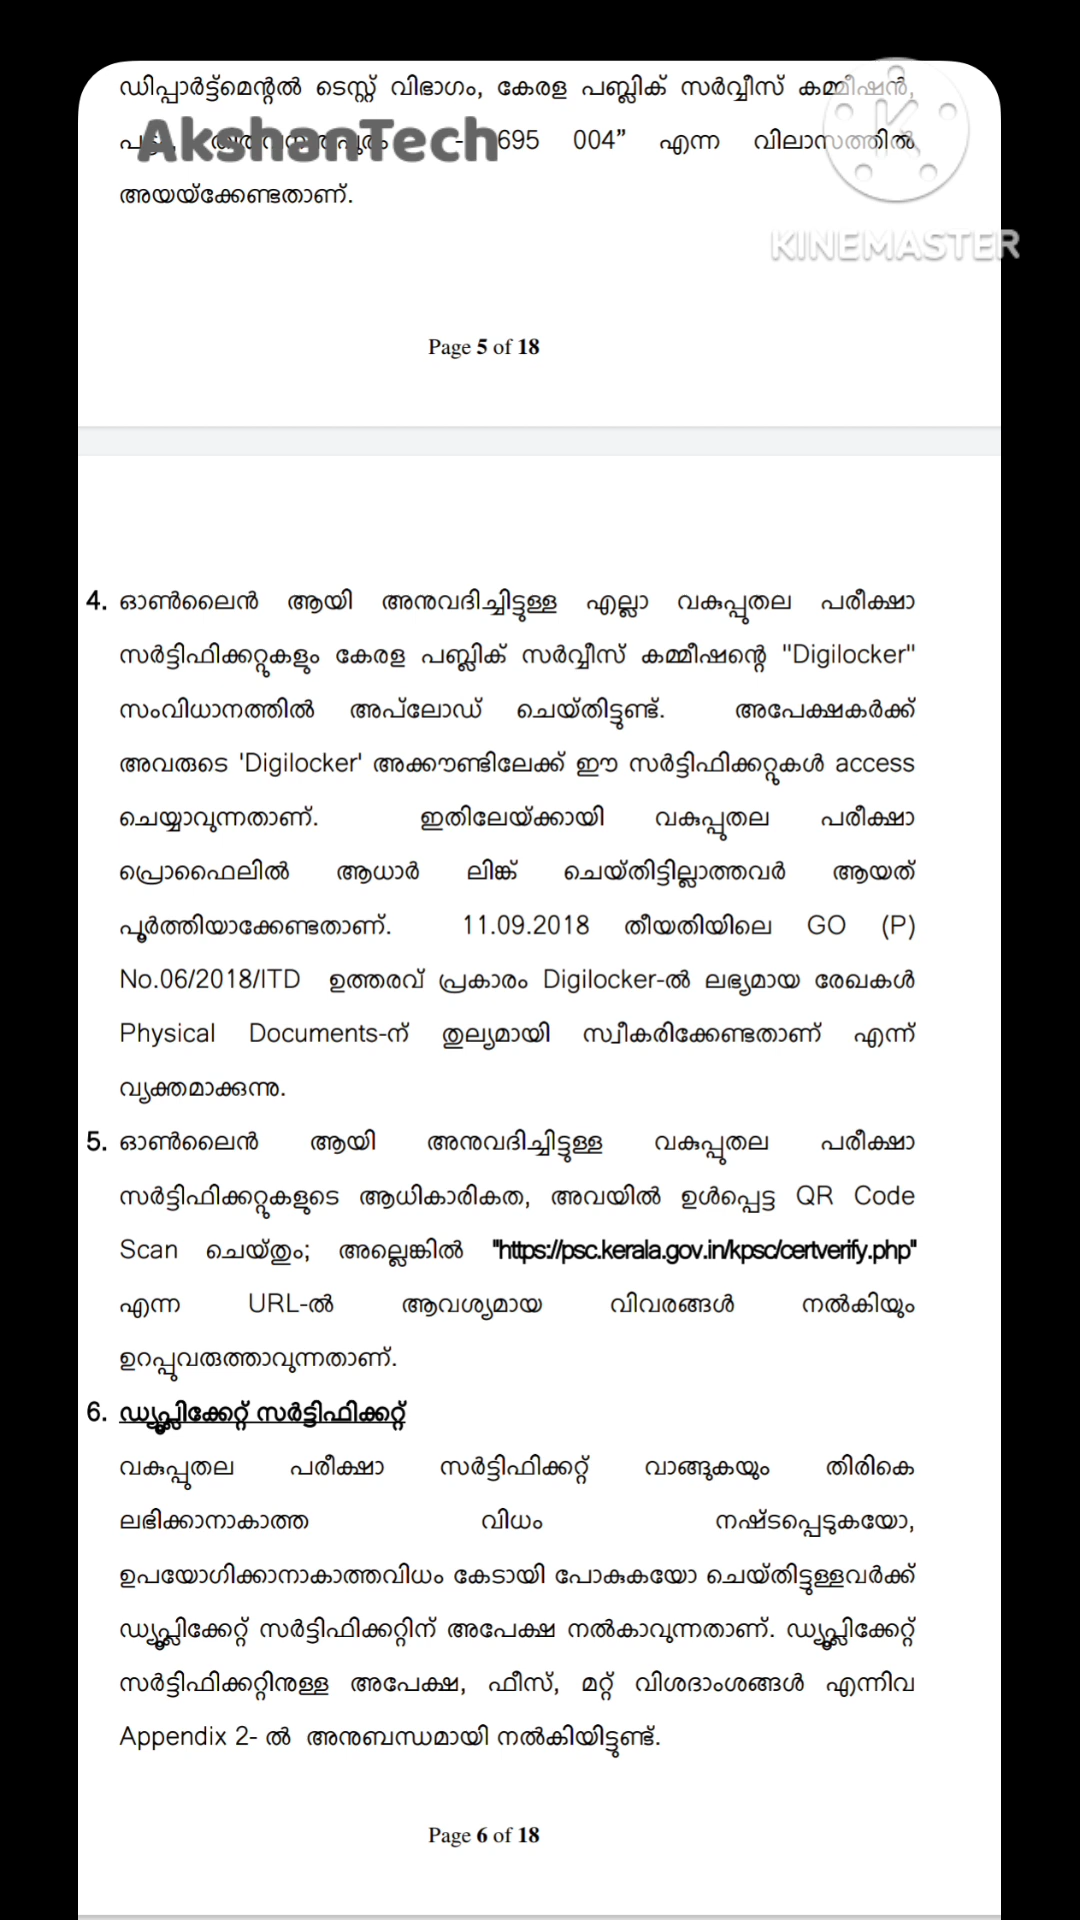 ഡിപ്പാർട്ട്മെന്റൽ ടെസ്റ്റ് വിഭാഗം, കേരള പബ്ലിക് സർവ്വീസ് കമ്മീഷൻ,
AkshanTech
- 695 004” എന്ന വിലാസത്തിൽ
അയയ്ക്കേണ്ടതാണ്.
KINEMASTER
Page 5 of 18
4. ഓൺലൈൻ ആയി അനുവദിച്ചിട്ടുള്ള എല്ലാ വകുപ്പുതല പരീക്ഷാ
സർട്ടിഫിക്കറ്റുകളും കേരള പബ്ലിക് സർവ്വീസ് കമ്മീഷന്റെ "Digilocker"
സംവിധാനത്തിൽ അപ്‌ലോഡ് ചെയ്തിട്ടുണ്ട്. അപേക്ഷകർക്ക്
അവരുടെ 'Digilocker' അക്കൗണ്ടിലേക്ക് ഈ സർട്ടിഫിക്കറ്റുകൾ access
ചെയ്യാവുന്നതാണ്. ഇതിലേയ്ക്കായി വകുപ്പുതല പരീക്ഷാ
പ്രൊഫൈലിൽ ആധാർ ലിങ്ക് ചെയ്തിട്ടില്ലാത്തവർ ആയത്
പൂർത്തിയാക്കേണ്ടതാണ്. 11.09.2018 തീയതിയിലെ GO (P)
No.06/2018/ITD ഉത്തരവ് പ്രകാരം Digilocker-ൽ ലഭ്യമായ രേഖകൾ
Physical Documents-ന് തുല്യമായി സ്വീകരിക്കേണ്ടതാണ് എന്ന്
വ്യക്തമാക്കുന്നു.
5. ഓൺലൈൻ ആയി അനുവദിച്ചിട്ടുള്ള വകുപ്പുതല പരീക്ഷാ
സർട്ടിഫിക്കറ്റുകളുടെ ആധികാരികത, അവയിൽ ഉൾപ്പെട്ട QR Code
Scan ചെയ്തും; അല്ലെങ്കിൽ "https://psc.kerala.gov.in/kpsc/certverify.php"
എന്ന URL-ൽ ആവശ്യമായ വിവരങ്ങൾ നൽകിയും
ഉറപ്പുവരുത്താവുന്നതാണ്.
6. ഡ്യൂപ്ലിക്കേറ്റ് സർട്ടിഫിക്കറ്റ്
വകുപ്പുതല പരീക്ഷാ സർട്ടിഫിക്കറ്റ് വാങ്ങുകയും തിരികെ
ലഭിക്കാനാകാത്ത വിധം നഷ്ടപ്പെടുകയോ,
ഉപയോഗിക്കാനാകാത്തവിധം കേടായി പോകുകയോ ചെയ്തിട്ടുള്ളവർക്ക്
ഡ്യൂപ്ലിക്കേറ്റ് സർട്ടിഫിക്കറ്റിന് അപേക്ഷ നൽകാവുന്നതാണ്. ഡ്യൂപ്ലിക്കേറ്റ്
സർട്ടിഫിക്കറ്റിനുള്ള അപേക്ഷ, ഫീസ്, മറ്റ് വിശദാംശങ്ങൾ എന്നിവ
Appendix 2- ൽ അനുബന്ധമായി നൽകിയിട്ടുണ്ട്.
Page 6 of 18